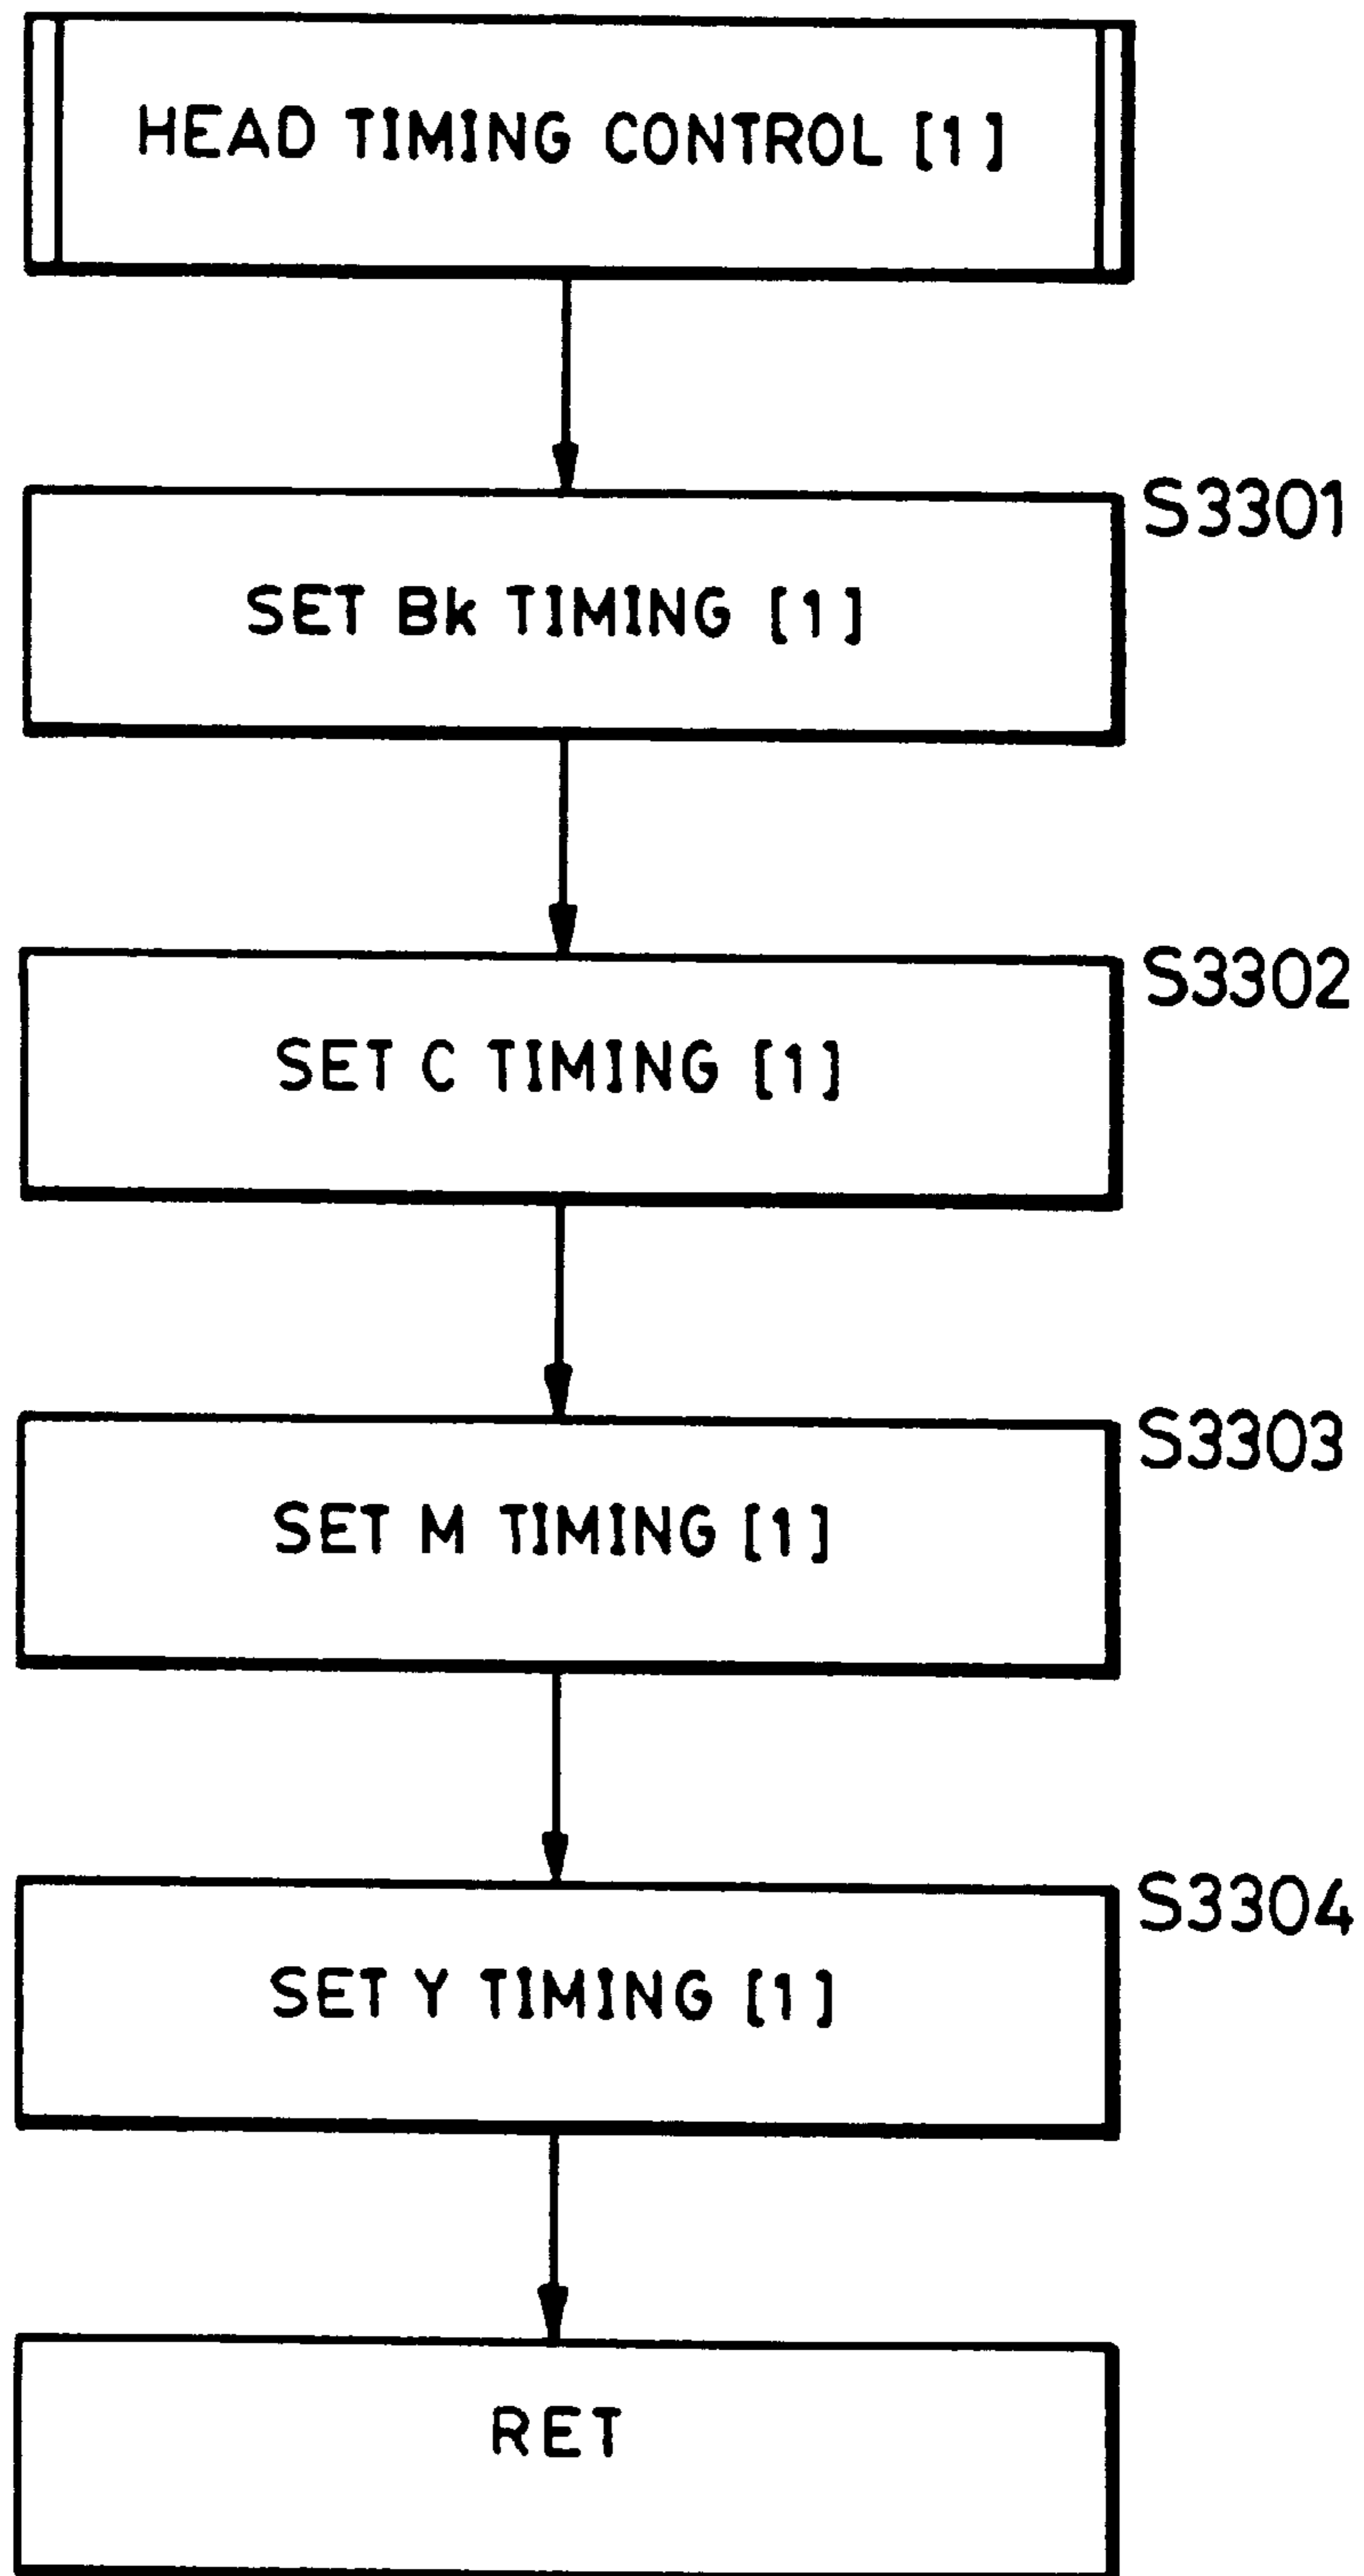 HEAD TIMING CONTROL [1]
S3301
SET Bk TIMING [1]
S3302
SET C TIMING [1]
S3303
SET M TIMING [1]
S3304
SET Y TIMING [1]
RET